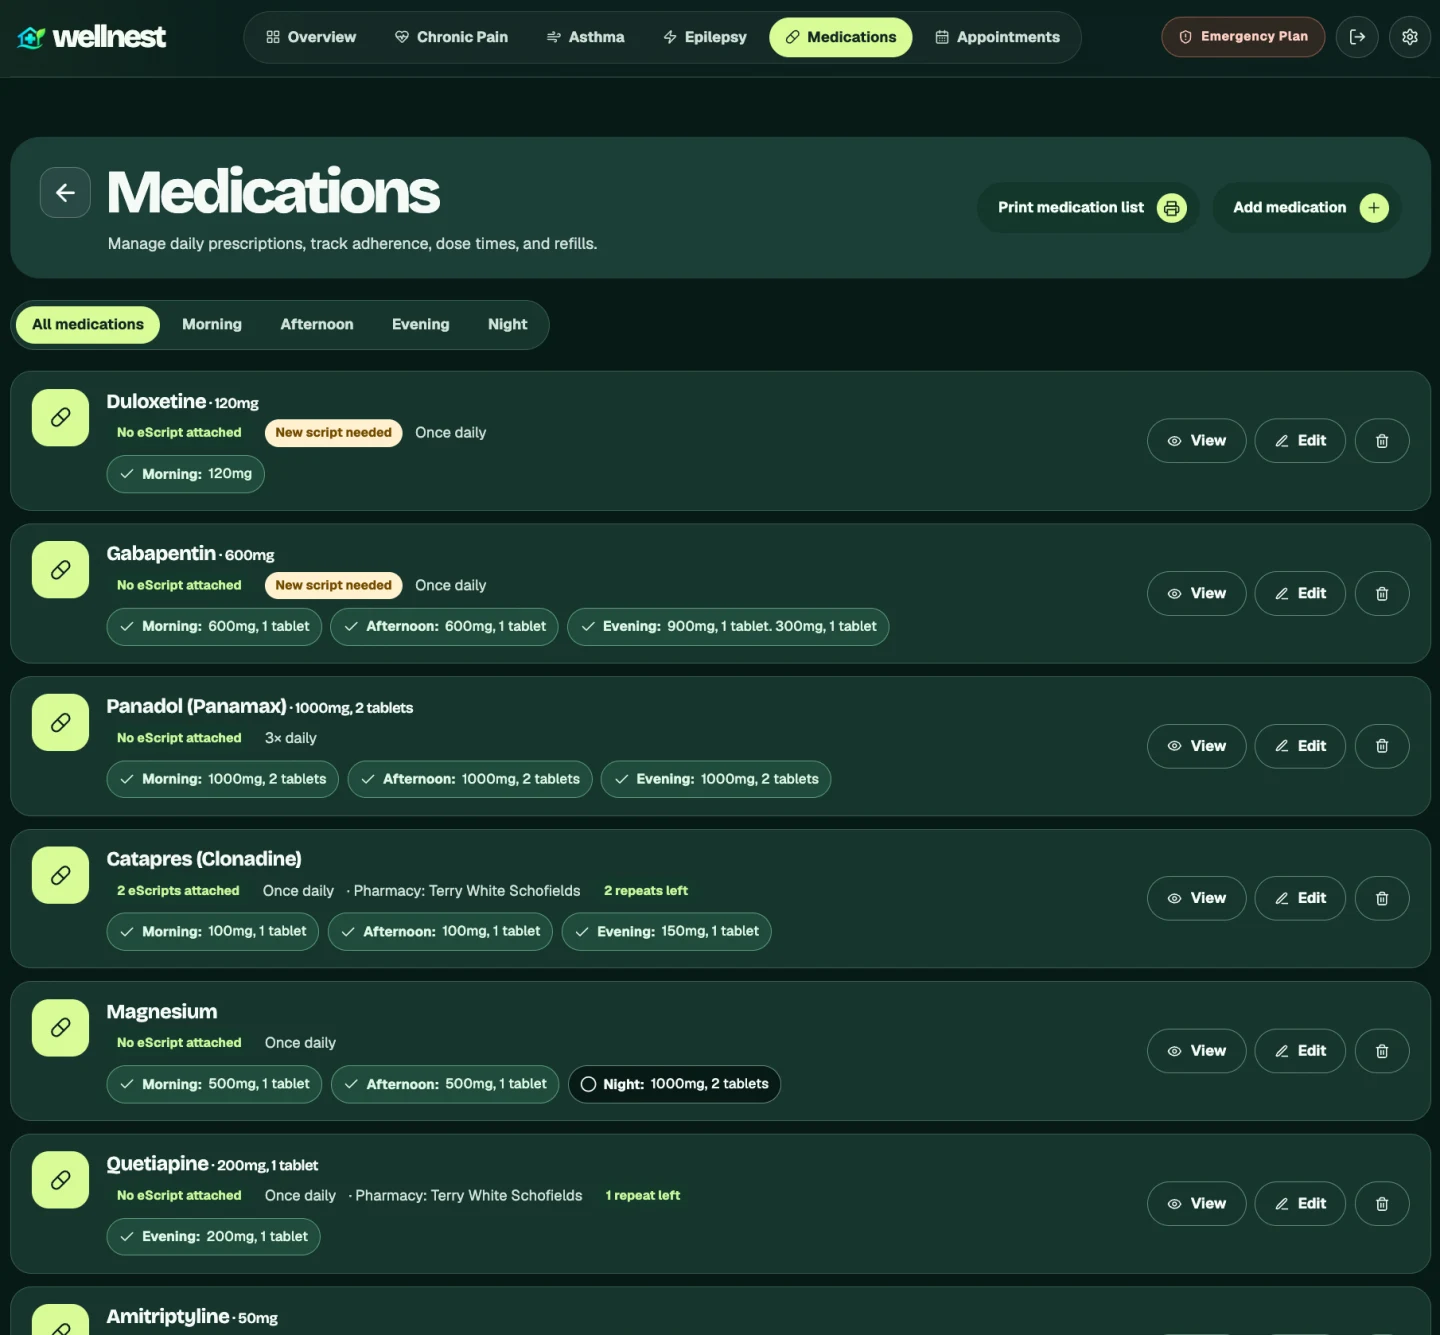 wellnest
Overview
Chronic Pain
Asthma
Epilepsy
Medications
Appointments
Emergency Plan
Medications
Manage daily prescriptions, track adherence, dose times, and refills.
Print medication list
Add medication
All medications
Morning
Afternoon
Evening
Night
Duloxetine · 120mg
No eScript attached New script needed Once daily
Morning: 120mg
View Edit
Gabapentin · 600mg
No eScript attached New script needed Once daily
Morning: 600mg, 1 tablet Afternoon: 600mg, 1 tablet Evening: 900mg, 1 tablet. 300mg, 1 tablet
View Edit
Panadol (Panamax) · 1000mg, 2 tablets
No eScript attached 3× daily
Morning: 1000mg, 2 tablets Afternoon: 1000mg, 2 tablets Evening: 1000mg, 2 tablets
View Edit
Catapres (Clonadine)
2 eScripts attached Once daily · Pharmacy: Terry White Schofields 2 repeats left
Morning: 100mg, 1 tablet Afternoon: 100mg, 1 tablet Evening: 150mg, 1 tablet
View Edit
Magnesium
No eScript attached Once daily
Morning: 500mg, 1 tablet Afternoon: 500mg, 1 tablet Night: 1000mg, 2 tablets
View Edit
Quetiapine · 200mg, 1 tablet
No eScript attached Once daily · Pharmacy: Terry White Schofields 1 repeat left
Evening: 200mg, 1 tablet
View Edit
Amitriptyline · 50mg